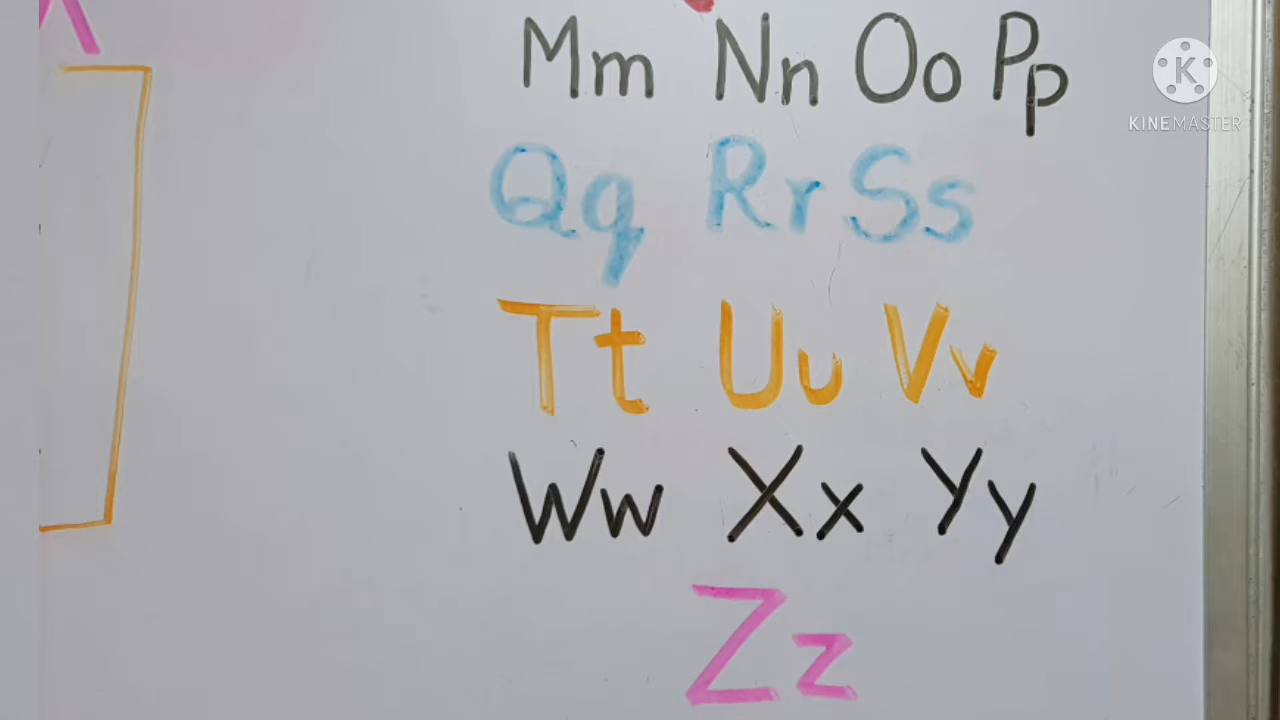 Mm Nn Oo Pp
K
KINEMASTER
Qq Rr Ss
Tt Uu Vv
Ww Xx Yy
Zz